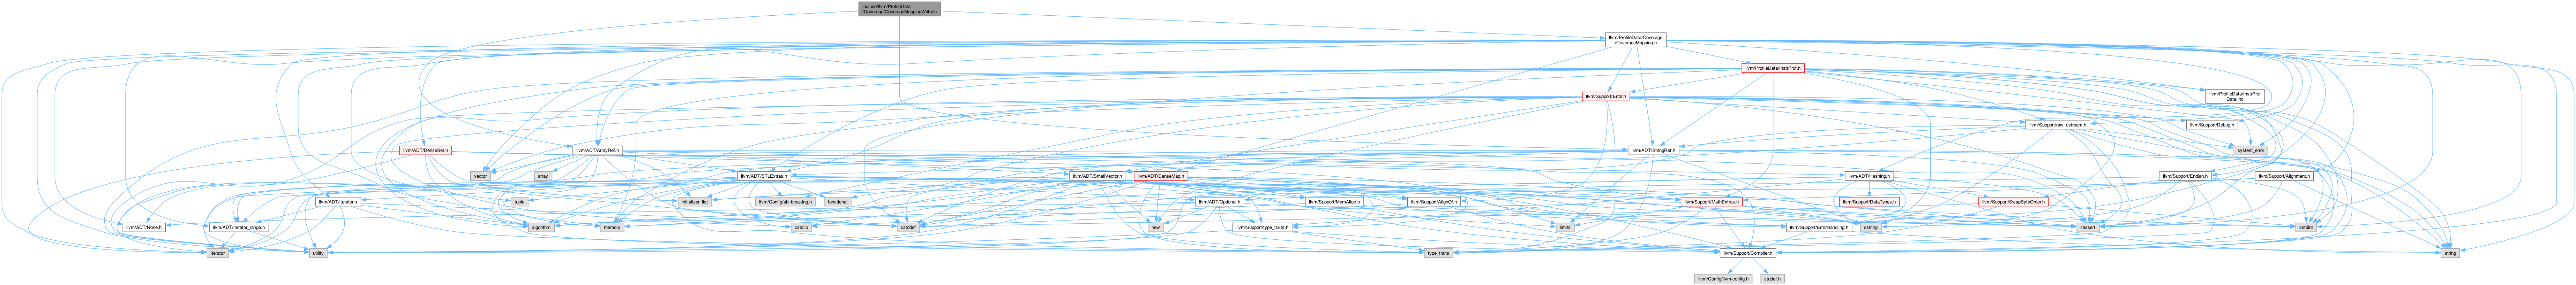 include/llvm/ProfileData
/Coverage/CoverageMappingWriter.h
llvm/ProfileData/Coverage
/CoverageMapping.h
llvm/ProfileData/InstrProf.h
llvm/Support/Error.h
llvm/ProfileData/InstrProf
Data.inc
llvm/Support/raw_ostream.h
llvm/Support/Debug.h
llvm/ADT/DenseSet.h
llvm/ADT/ArrayRef.h
llvm/ADT/StringRef.h
system_error
vector
array
llvm/ADT/STLExtras.h
llvm/ADT/SmallVector.h
llvm/ADT/DenseMap.h
llvm/ADT/Hashing.h
llvm/Support/Endian.h
llvm/Support/Alignment.h
llvm/ADT/iterator.h
tuple
initializer_list
llvm/Config/abi-breaking.h
functional
llvm/ADT/Optional.h
llvm/Support/MemAlloc.h
llvm/Support/AlignOf.h
llvm/Support/MathExtras.h
llvm/Support/DataTypes.h
llvm/Support/SwapByteOrder.h
llvm/ADT/None.h
llvm/ADT/iterator_range.h
algorithm
memory
cstdlib
cstddef
new
llvm/Support/type_traits.h
limits
llvm/Support/ErrorHandling.h
cstring
cassert
cstdint
iterator
utility
type_traits
llvm/Support/Compiler.h
string
llvm/Config/llvm-config.h
stddef.h